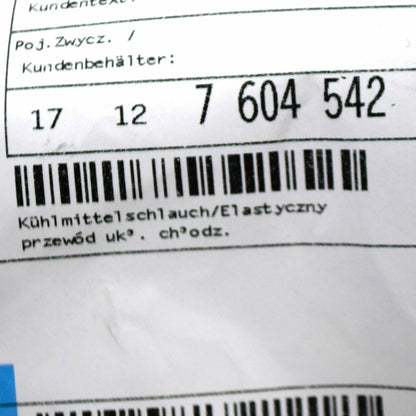 Kundentext:
Poj.Zwycz. /
Kundenbehälter:
17 12 7 604 542
Kühlmittelschlauch/Elastyczny
przewód uk³. ch³odz.